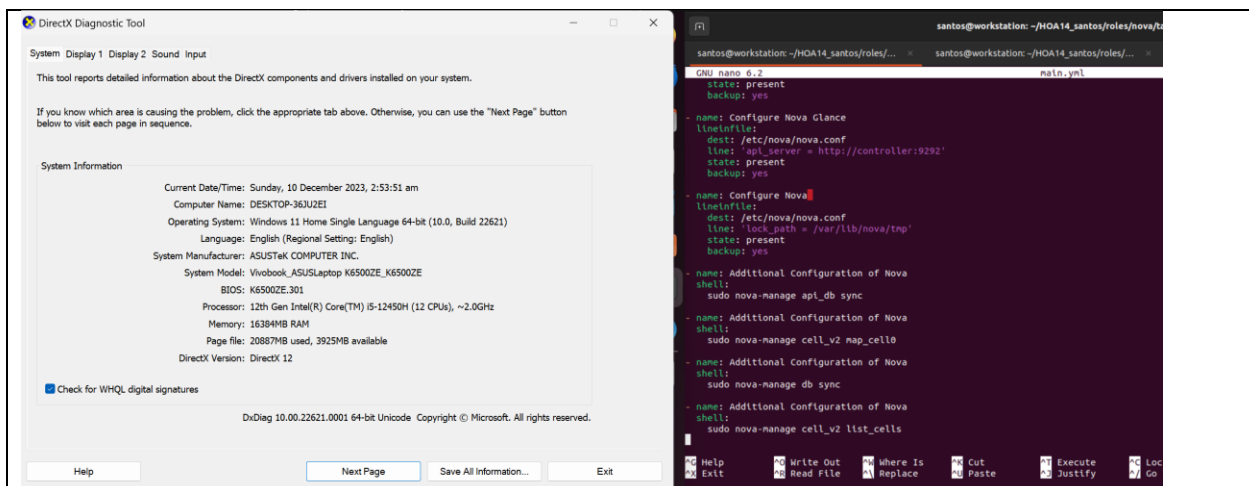 DirectX Diagnostic Tool
System Display 1 Display 2 Sound Input
This tool reports detailed information about the DirectX components and drivers installed on your system.
If you know which area is causing the problem, click the appropriate tab above. Otherwise, you can use the "Next Page" button
below to visit each page in sequence.
System Information
Current Date/Time: Sunday, 10 December 2023, 2:53:51 am
Computer Name: DESKTOP-36JU2EI
Operating System: Windows 11 Home Single Language 64-bit (10.0, Build 22621)
Language: English (Regional Setting: English)
System Manufacturer: ASUSTeK COMPUTER INC.
System Model: Vivobook_ASUSLaptop K6500ZE_K6500ZE
BIOS: K6500ZE.301
Processor: 12th Gen Intel(R) Core(TM) i5-12450H (12 CPUs), ~2.0GHz
Memory: 16384MB RAM
Page file: 20887MB used, 3925MB available
DirectX Version: DirectX 12
Check for WHQL digital signatures
DxDiag 10.00.22621.0001 64-bit Unicode Copyright © Microsoft. All rights reserved.
Help Next Page Save All Information... Exit
santos@workstation: ~/HOA14_santos/roles/nova/ta
santos@workstation: ~/HOA14_santos/roles/... × santos@workstation: ~/HOA14_santos/roles/... ×
GNU nano 6.2 main.yml
state: present
backup: yes
- name: Configure Nova Glance
lineinfile:
dest: /etc/nova/nova.conf
line: 'api_server = http://controller:9292'
state: present
backup: yes
- name: Configure Nova
lineinfile:
dest: /etc/nova/nova.conf
line: 'lock_path = /var/lib/nova/tmp'
state: present
backup: yes
- name: Additional Configuration of Nova
shell:
sudo nova-manage api_db sync
- name: Additional Configuration of Nova
shell:
sudo nova-manage cell_v2 map_cell0
- name: Additional Configuration of Nova
shell:
sudo nova-manage db sync
- name: Additional Configuration of Nova
shell:
sudo nova-manage cell_v2 list_cells
^G Help ^O Write Out ^W Where Is ^K Cut ^T Execute ^C Loc
^X Exit ^R Read File ^\ Replace ^U Paste ^J Justify ^/ Go